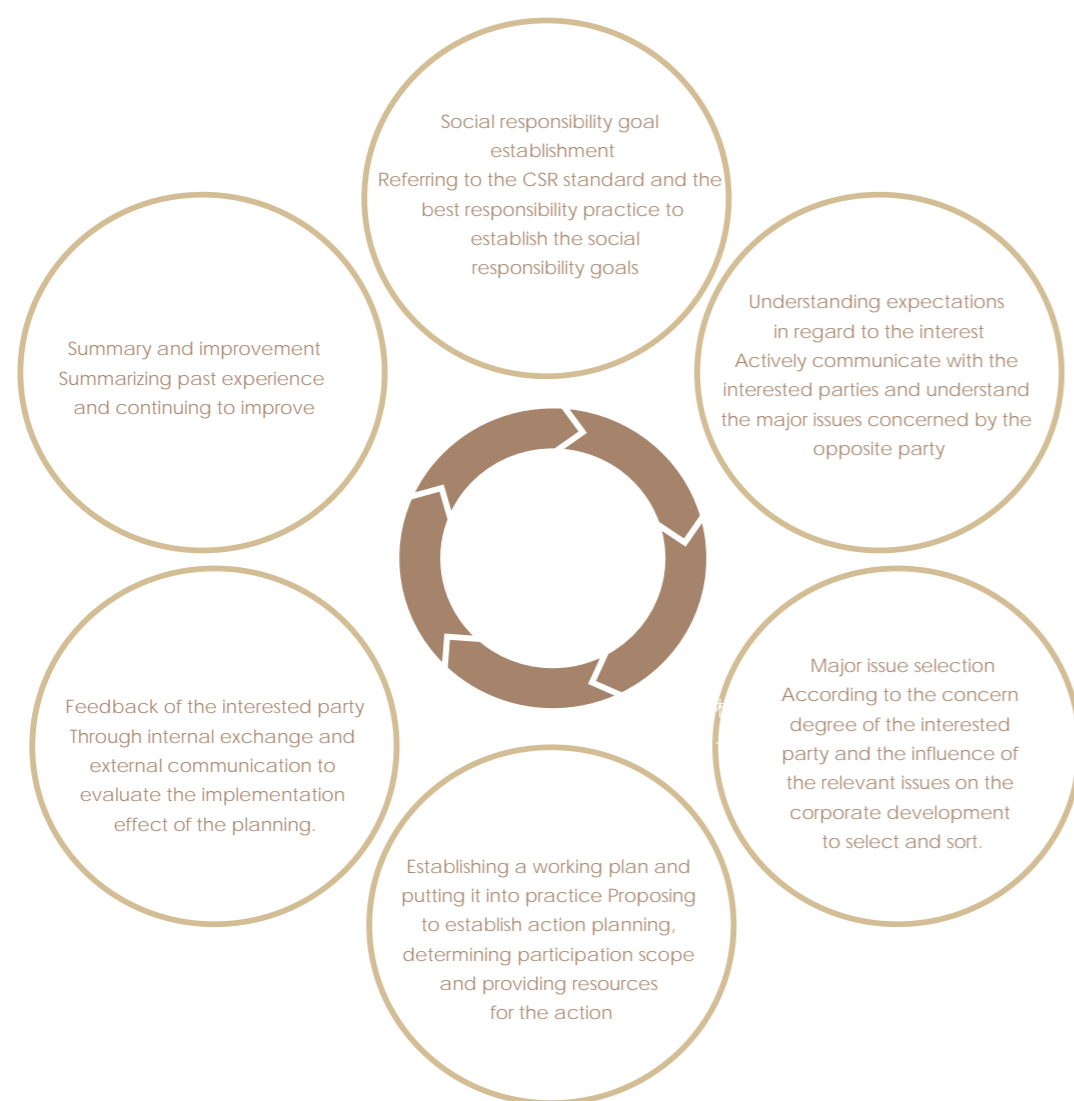 Social responsibility goal
establishment
Referring to the CSR standard and the
best responsibility practice to
establish the social
responsibility goals
Understanding expectations
in regard to the interest
Actively communicate with the
interested parties and understand
the major issues concerned by the
opposite party
Major issue selection
According to the concern
degree of the interested
party and the influence of
the relevant issues on the
corporate development
to select and sort.
Establishing a working plan and
putting it into practice Proposing
to establish action planning,
determining participation scope
and providing resources
for the action
Feedback of the interested party
Through internal exchange and
external communication to
evaluate the implementation
effect of the planning.
Summary and improvement
Summarizing past experience
and continuing to improve